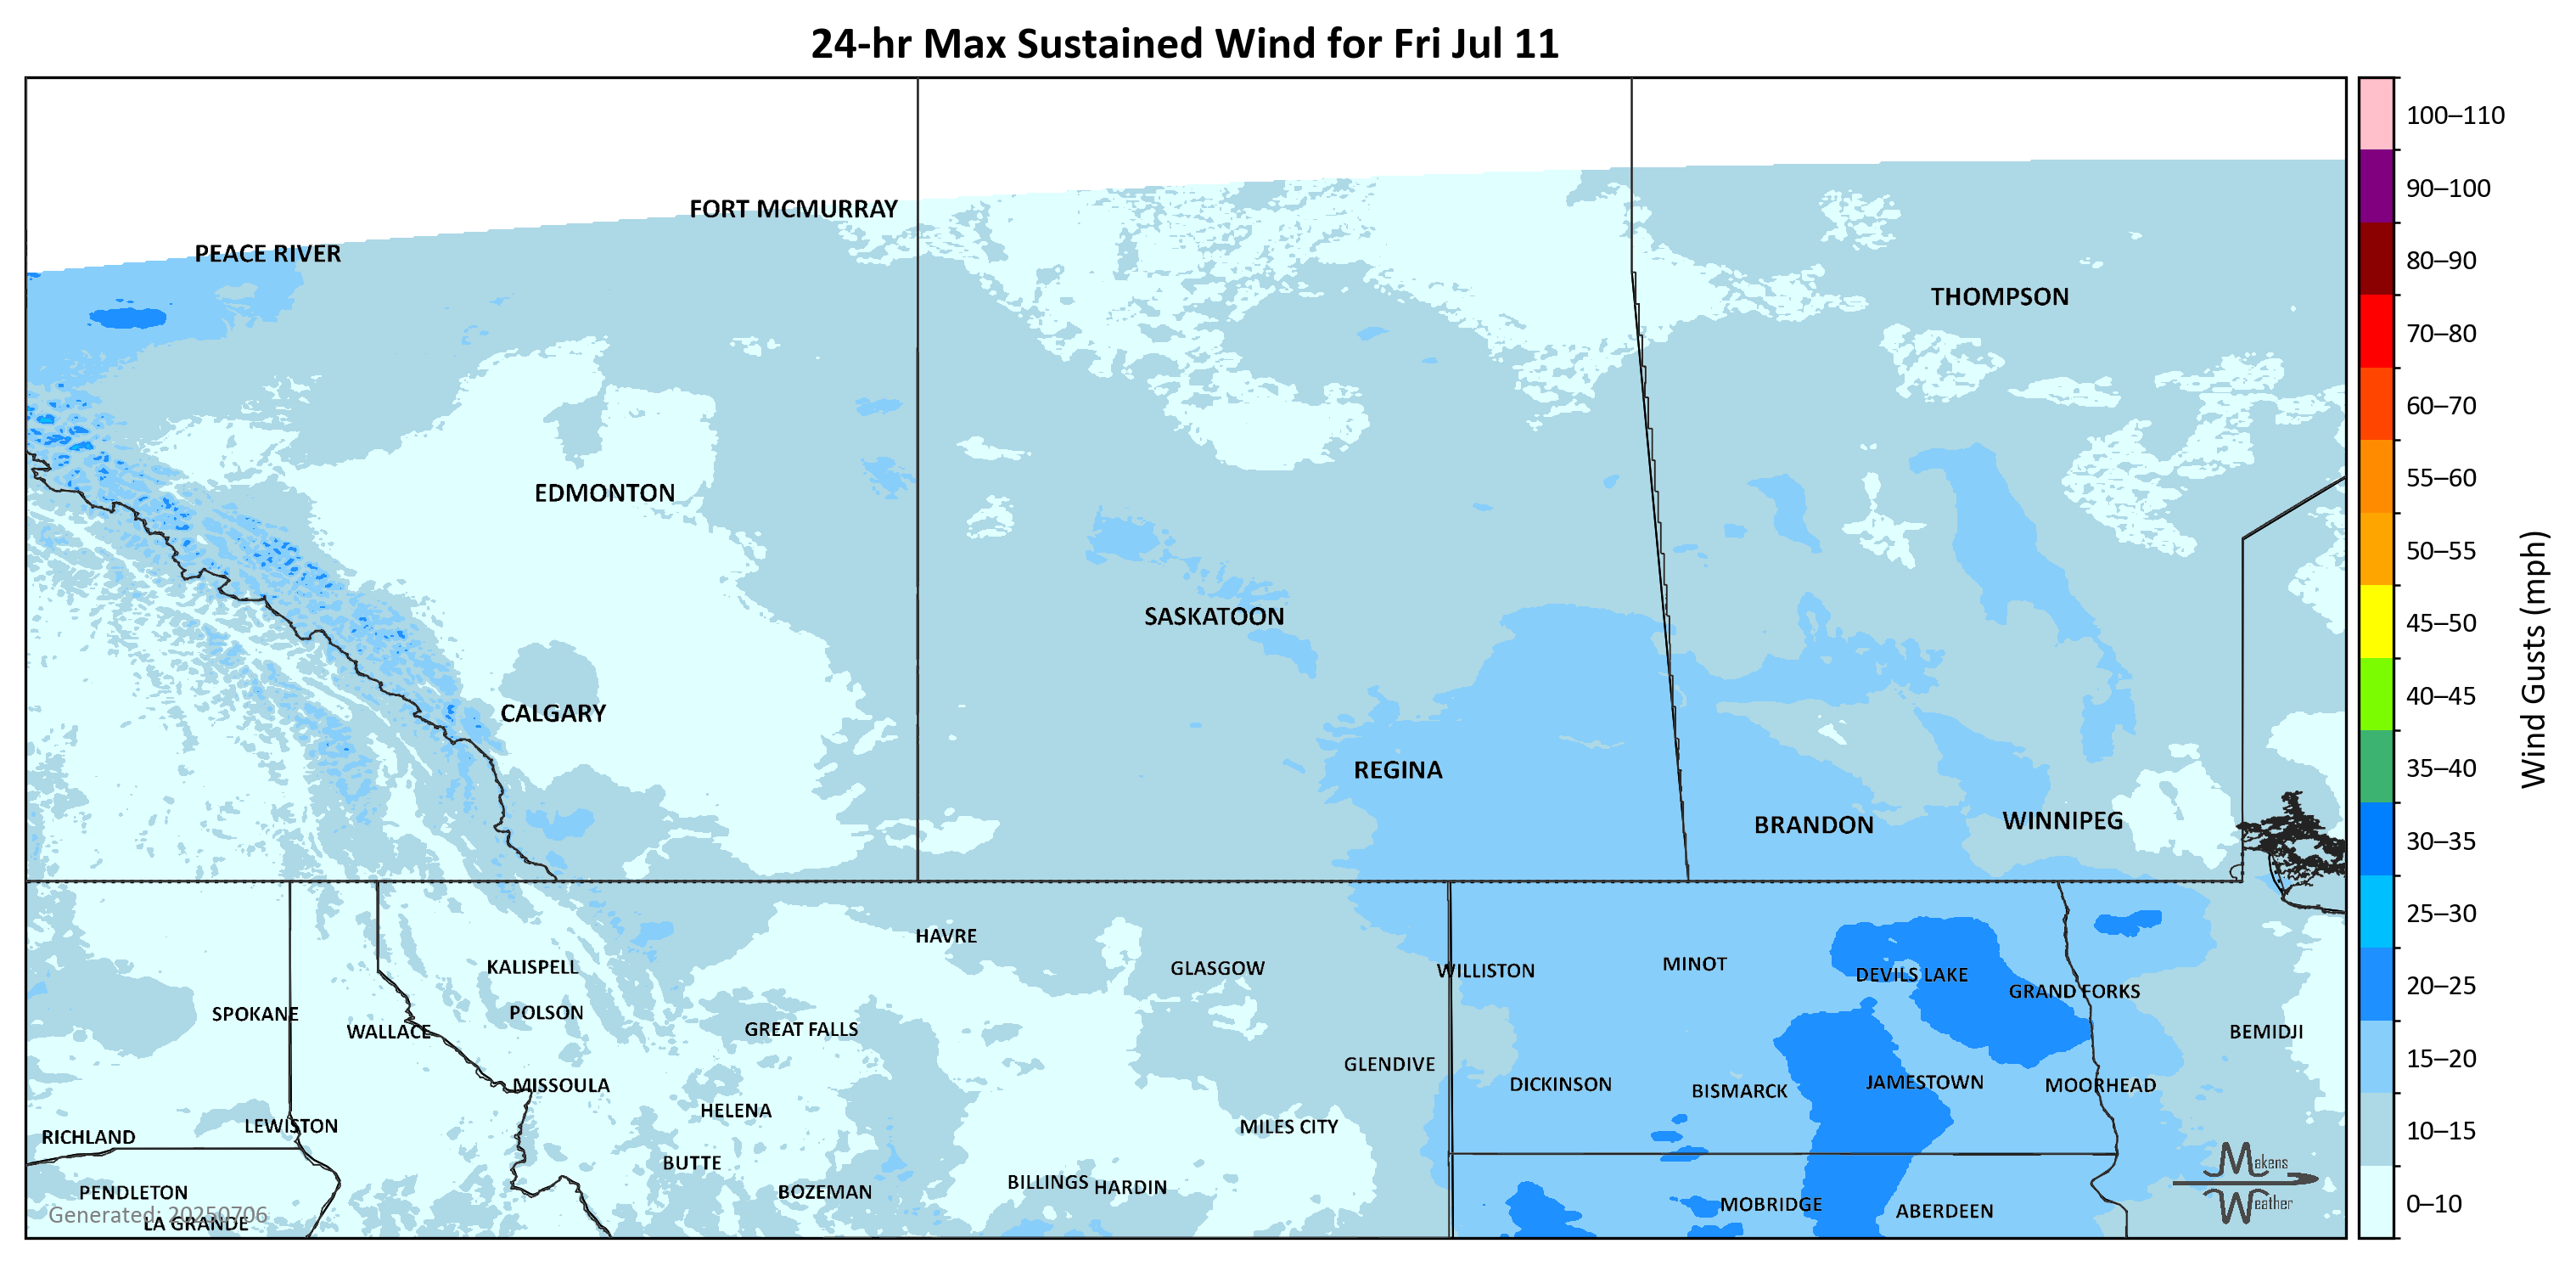 24-hr Max Sustained Wind for Fri Jul 11
FORT MCMURRAY
PEACE RIVER
THOMPSON
EDMONTON
SASKATOON
CALGARY
REGINA
BRANDON
WINNIPEG
HAVRE
KALISPELL
GLASGOW
WILLISTON
MINOT
DEVILS LAKE
GRAND FORKS
SPOKANE
POLSON
WALLACE
GREAT FALLS
BEMIDJI
GLENDIVE
MISSOULA
DICKINSON
BISMARCK
JAMESTOWN
MOORHEAD
HELENA
LEWISTON
MILES CITY
RICHLAND
BUTTE
BILLINGS
HARDIN
BOZEMAN
PENDLETON
MOBRIDGE
ABERDEEN
Generated: 20250706
LA GRANDE
Makens
Weather
100–110
90–100
80–90
70–80
60–70
55–60
50–55
45–50
40–45
35–40
30–35
25–30
20–25
15–20
10–15
0–10
Wind Gusts (mph)